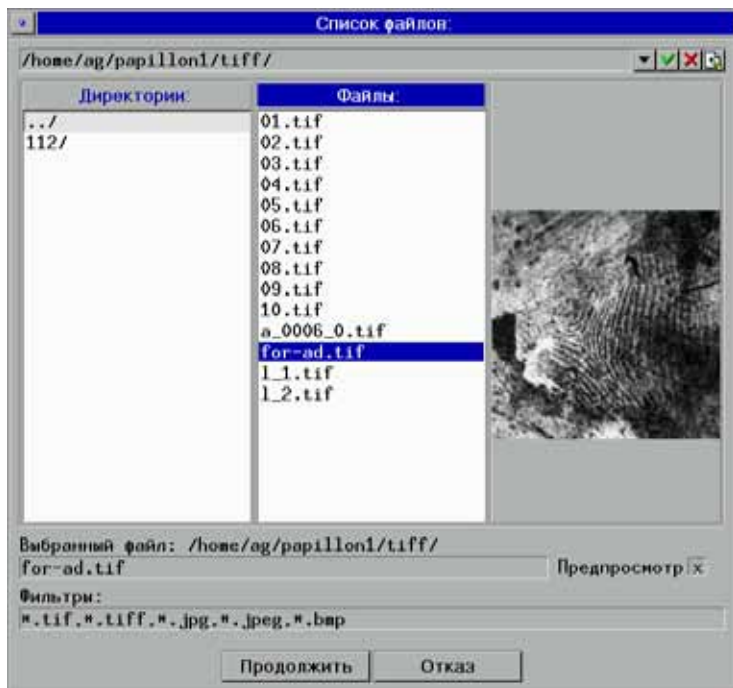 Список файлов:
/home/ag/papillon1/tiff/
Директории:
../
112/
Файлы:
01.tif
02.tif
03.tif
04.tif
05.tif
06.tif
07.tif
08.tif
09.tif
10.tif
a_0006_0.tif
for-ad.tif
l_1.tif
l_2.tif
Выбранный файл: /home/ag/papillon1/tiff/
for-ad.tif
Предпросмотр x
Фильтры:
*.tif,*.tiff,*.jpg,*.jpeg,*.bmp
Продолжить Отказ